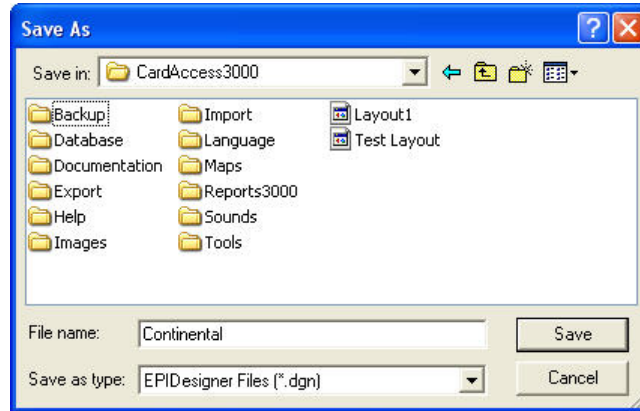 Save As
Save in: CardAccess3000
Backup Import Layout1
Database Language Test Layout
Documentation Maps
Export Reports3000
Help Sounds
Images Tools
File name: Continental Save
Save as type: EPIDesigner Files (*.dgn) Cancel